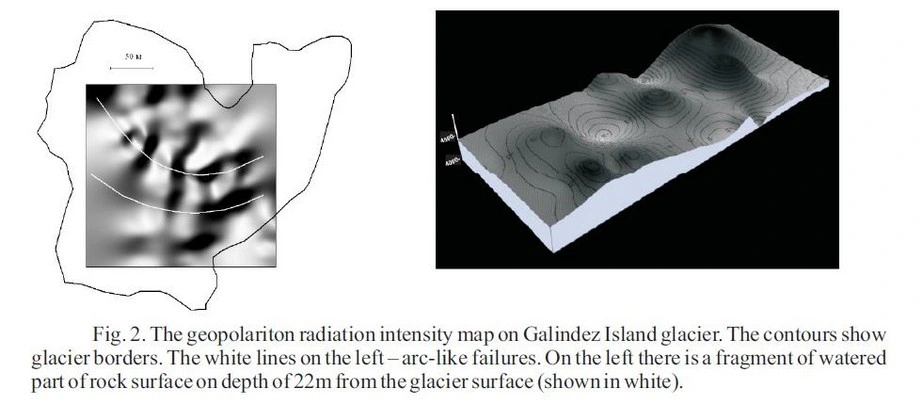 50 M
4500-
4000-
Fig. 2. The geopolariton radiation intensity map on Galindez Island glacier. The contours show
glacier borders. The white lines on the left – arc-like failures. On the left there is a fragment of watered
part of rock surface on depth of 22m from the glacier surface (shown in white).